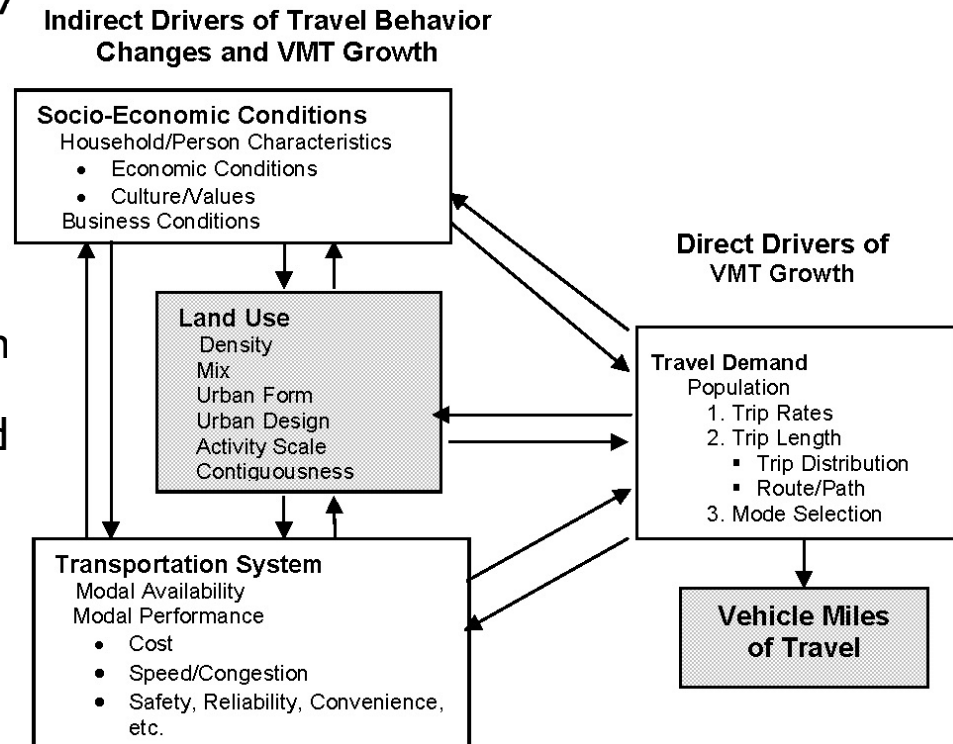 Indirect Drivers of Travel Behavior
Changes and VMT Growth
Socio-Economic Conditions
Household/Person Characteristics
• Economic Conditions
• Culture/Values
Business Conditions
Land Use
Density
Mix
Urban Form
Urban Design
Activity Scale
Contiguousness
Transportation System
Modal Availability
Modal Performance
• Cost
• Speed/Congestion
• Safety, Reliability, Convenience,
etc.
Direct Drivers of
VMT Growth
Travel Demand
Population
1. Trip Rates
2. Trip Length
▪ Trip Distribution
▪ Route/Path
3. Mode Selection
Vehicle Miles
of Travel